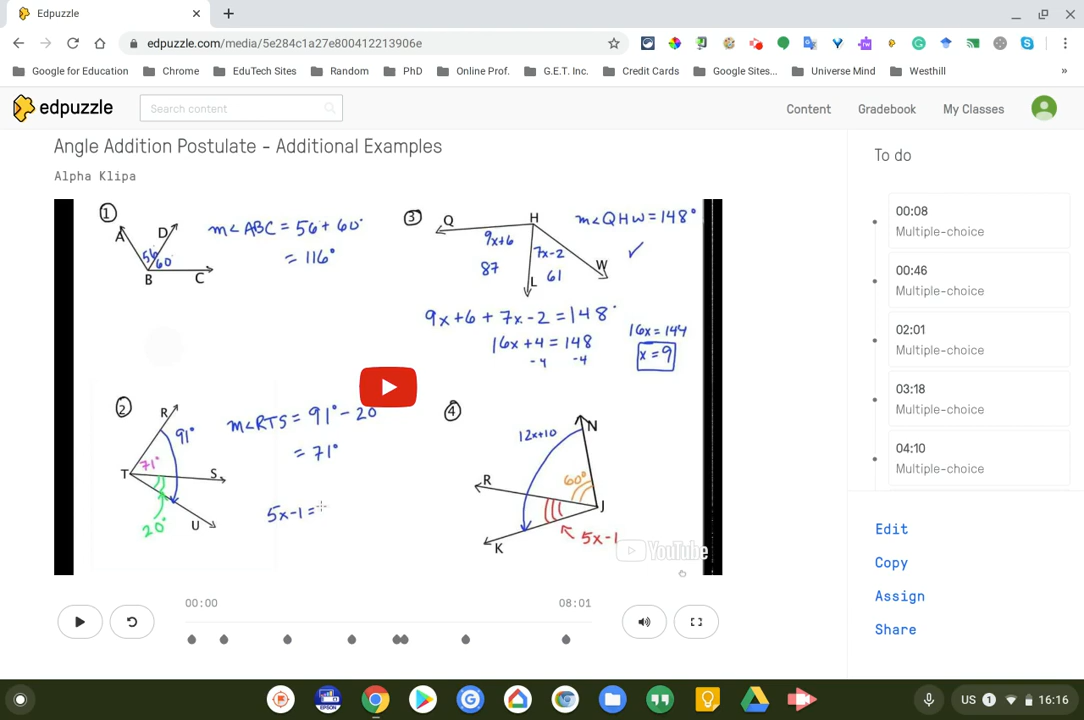 Edpuzzle
edpuzzle.com/media/5e284c1a27e800412213906e
Google for Education
Chrome
EduTech Sites
Random
PhD
Online Prof.
G.E.T. Inc.
Credit Cards
Google Sites...
Universe Mind
Westhill
»
edpuzzle
Search content
Content
Gradebook
My Classes
Angle Addition Postulate - Additional Examples
Alpha Klipa
① A D 56° 60° B C
m∠ABC = 56° + 60°
= 116°
③ Q H 9x+6 7x-2 87 61 L W
m∠QHW = 148° ✓
9x+6 + 7x-2 = 148°
16x+4 = 148
-4 -4
16x = 144
x = 9
② R 91° T 71° S 20° U
m∠RTS = 91° - 20
= 71°
5x-1 =
④ N 12x+10 R 60° J K 5x-1
YouTube
00:00
08:01
To do
00:08
Multiple-choice
00:46
Multiple-choice
02:01
Multiple-choice
03:18
Multiple-choice
04:10
Multiple-choice
Edit
Copy
Assign
Share
EPSON
US 1 16:16